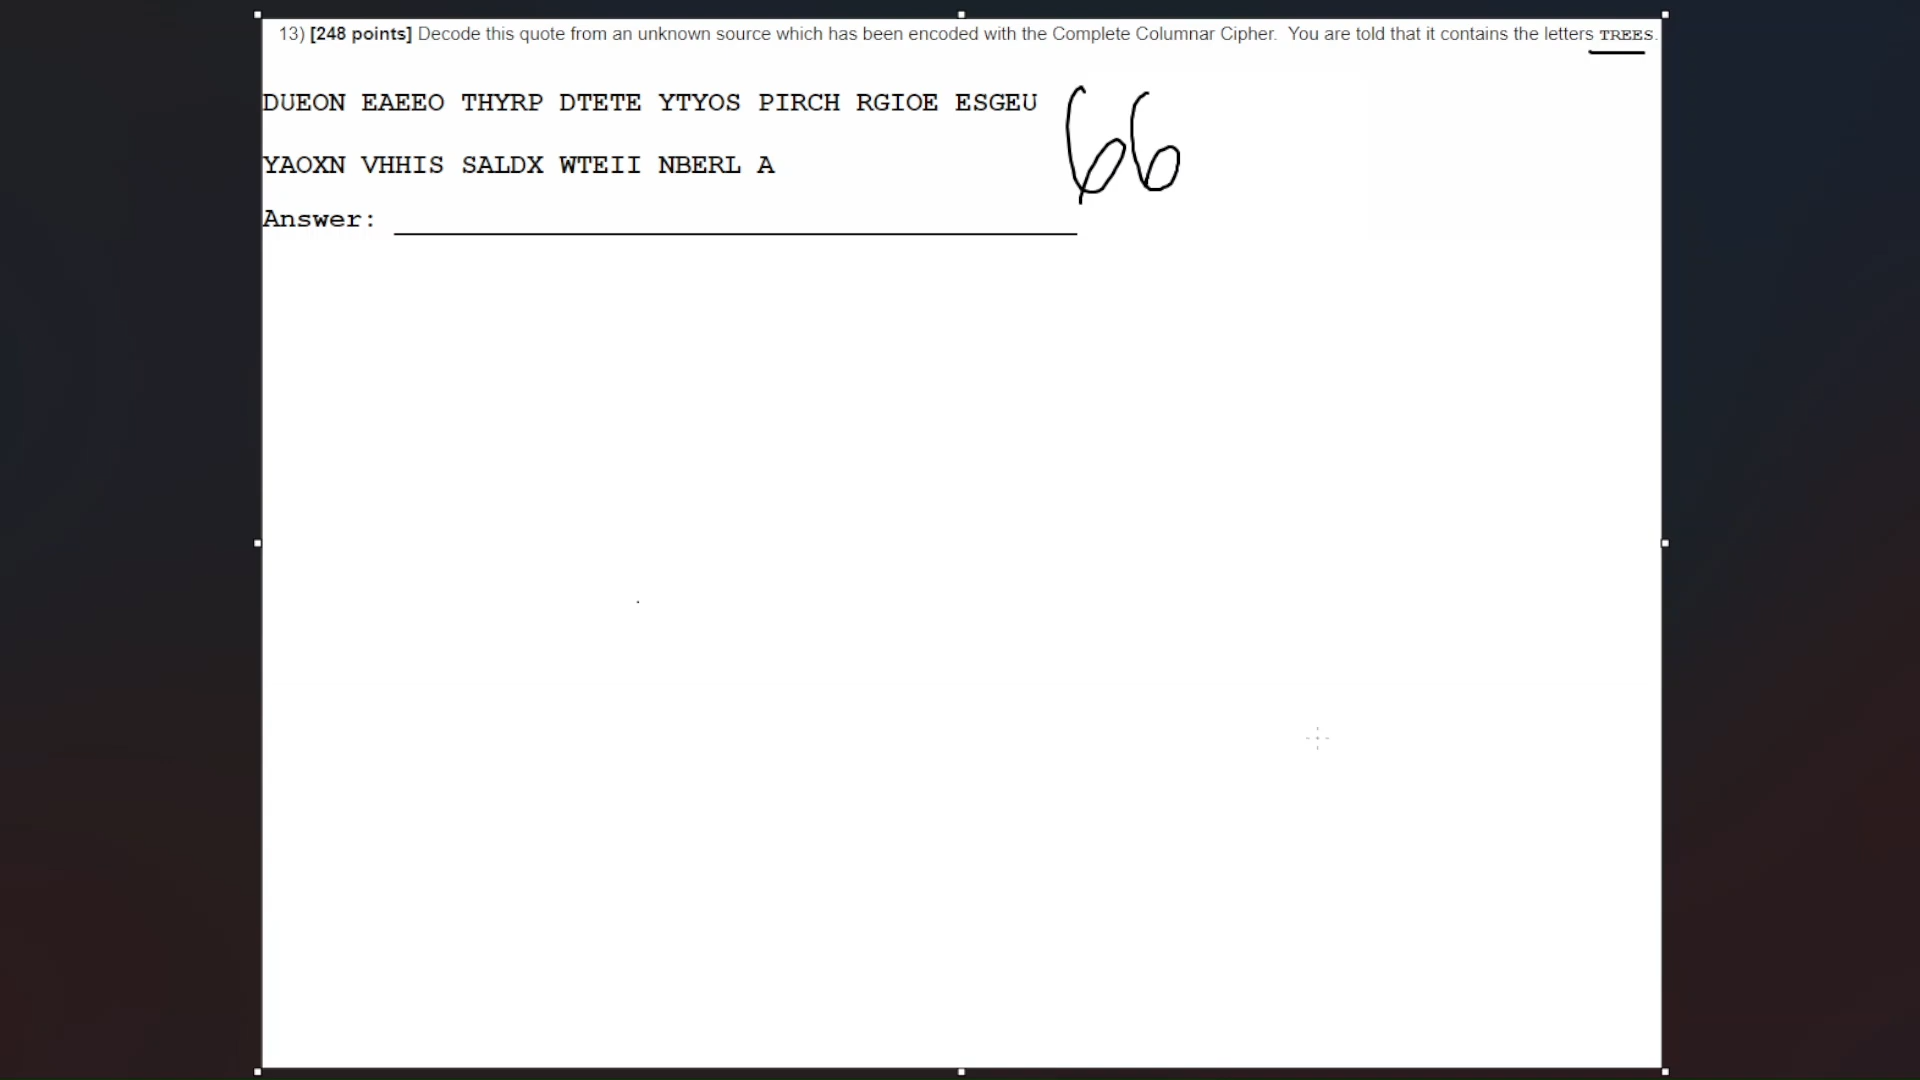 13) [248 points] Decode this quote from an unknown source which has been encoded with the Complete Columnar Cipher. You are told that it contains the letters TREES.
DUEON EAEEO THYRP DTETE YTYOS PIRCH RGIOE ESGEU
66
YAOXN VHHIS SALDX WTEII NBERL A
Answer: